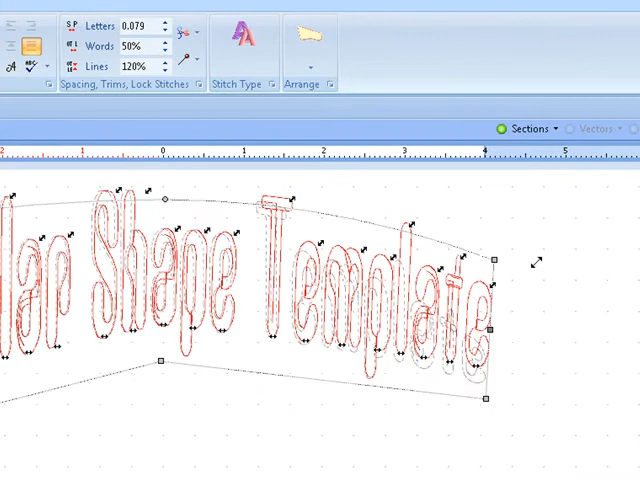 Letters 0.079
Words 50%
Lines 120%
Spacing, Trims, Lock Stitches
Stitch Type
Arrange
Sections
Vectors
2 1 0 1 2 3 4 5
lar Shape Template